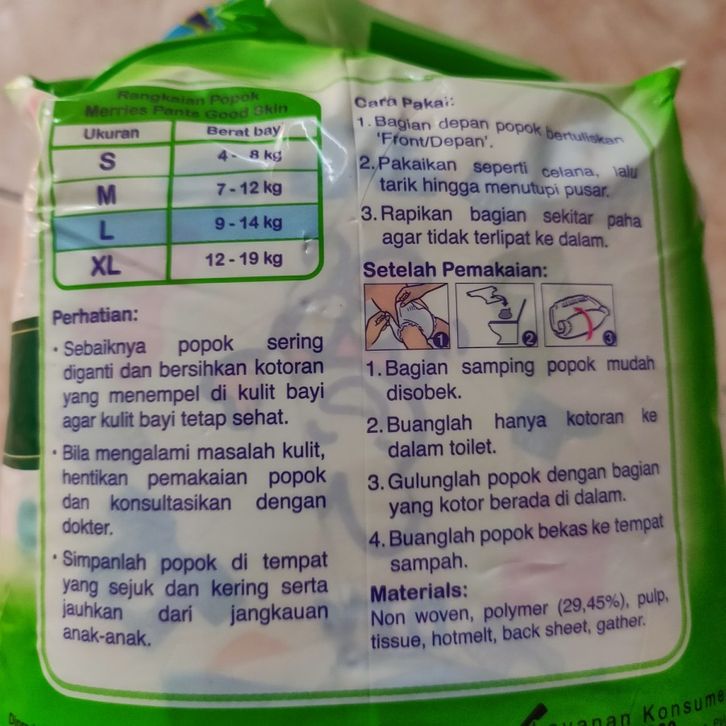 Rangkaian Popok
Merries Pants Good Skin
Ukuran Berat bayi
S 4 - 8 kg
M 7 - 12 kg
L 9 - 14 kg
XL 12 - 19 kg
Perhatian:
• Sebaiknya popok sering
diganti dan bersihkan kotoran
yang menempel di kulit bayi
agar kulit bayi tetap sehat.
• Bila mengalami masalah kulit,
hentikan pemakaian popok
dan konsultasikan dengan
dokter.
• Simpanlah popok di tempat
yang sejuk dan kering serta
jauhkan dari jangkauan
anak-anak.
Cara Pakai:
1. Bagian depan popok bertuliskan
'Front/Depan'.
2. Pakaikan seperti celana, lalu
tarik hingga menutupi pusar.
3. Rapikan bagian sekitar paha
agar tidak terlipat ke dalam.
Setelah Pemakaian:
1 2 3
1. Bagian samping popok mudah
disobek.
2. Buanglah hanya kotoran ke
dalam toilet.
3. Gulunglah popok dengan bagian
yang kotor berada di dalam.
4. Buanglah popok bekas ke tempat
sampah.
Materials:
Non woven, polymer (29,45%), pulp,
tissue, hotmelt, back sheet, gather.